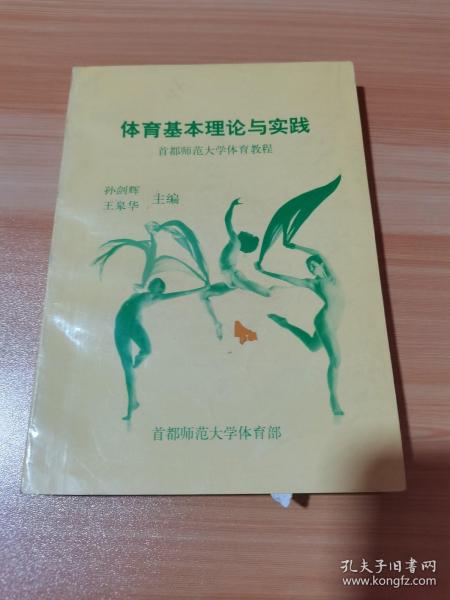 体育基本理论与实践
首都师范大学体育教程
孙剑辉
王泉华
主编
首都师范大学体育部
孔夫子旧书网
www.kongfz.com